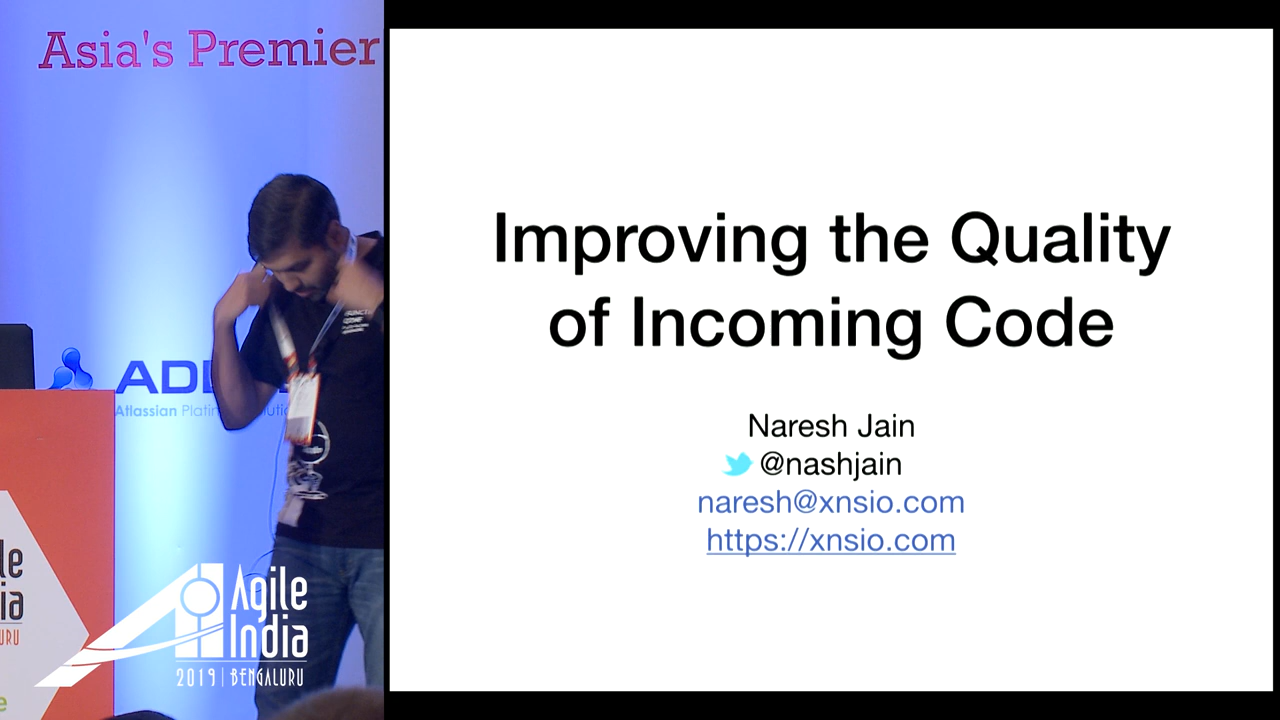 Asia's Premier
Improving the Quality
of Incoming Code
Naresh Jain
@nashjain
naresh@xnsio.com
https://xnsio.com
Atlassian
Agile
India
2019 | BENGALURU